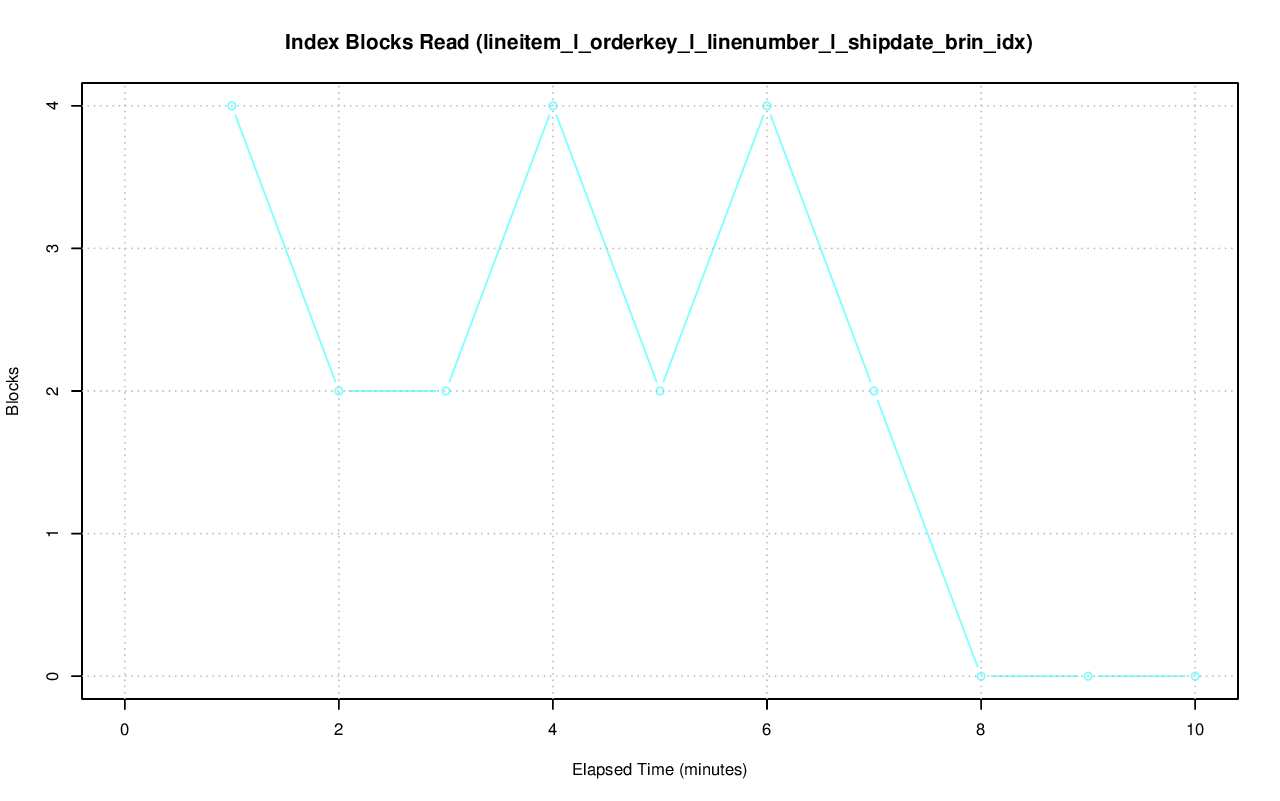 Index Blocks Read (lineitem_l_orderkey_l_linenumber_l_shipdate_brin_idx)
4
3
2
1
0
Blocks
0 2 4 6 8 10
Elapsed Time (minutes)